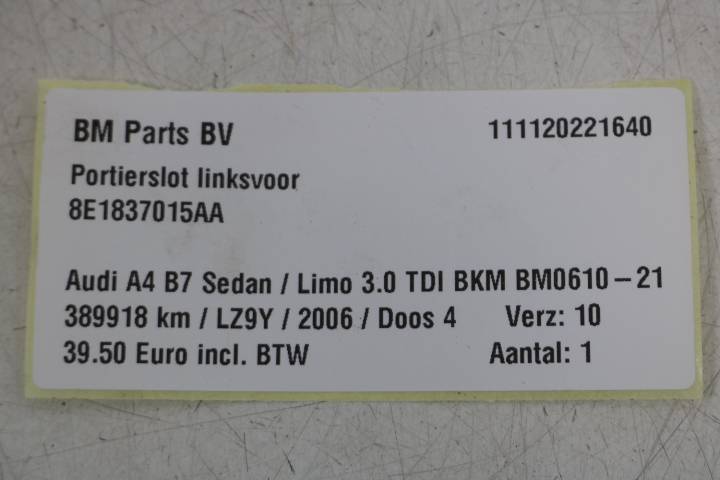 BM Parts BV 111120221640
Portierslot linksvoor
8E1837015AA
Audi A4 B7 Sedan / Limo 3.0 TDI BKM BM0610-21
389918 km / LZ9Y / 2006 / Doos 4 Verz: 10
39.50 Euro incl. BTW Aantal: 1